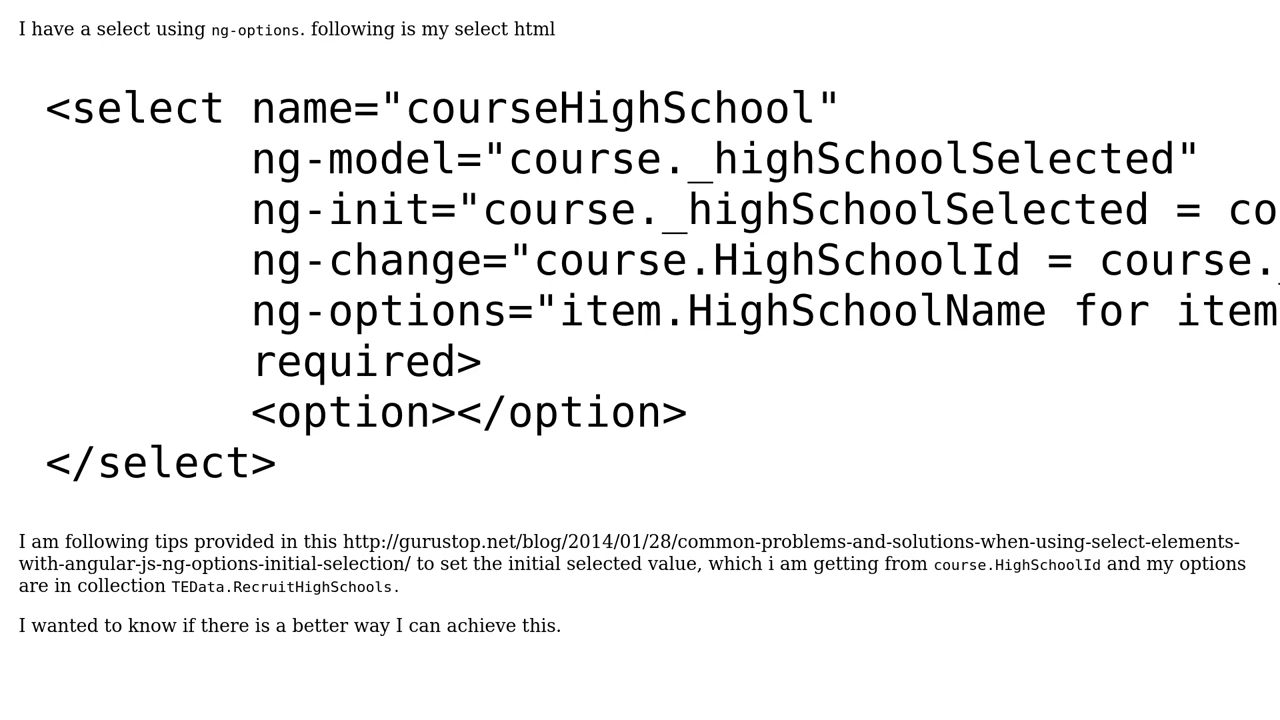 I have a select using ng-options. following is my select html
<select name="courseHighSchool"
ng-model="course._highSchoolSelected"
ng-init="course._highSchoolSelected = co
ng-change="course.HighSchoolId = course._
ng-options="item.HighSchoolName for item
required>
<option></option>
</select>
I am following tips provided in this http://gurustop.net/blog/2014/01/28/common-problems-and-solutions-when-using-select-elements-
with-angular-js-ng-options-initial-selection/ to set the initial selected value, which i am getting from course.HighSchoolId and my options
are in collection TEData.RecruitHighSchools.
I wanted to know if there is a better way I can achieve this.